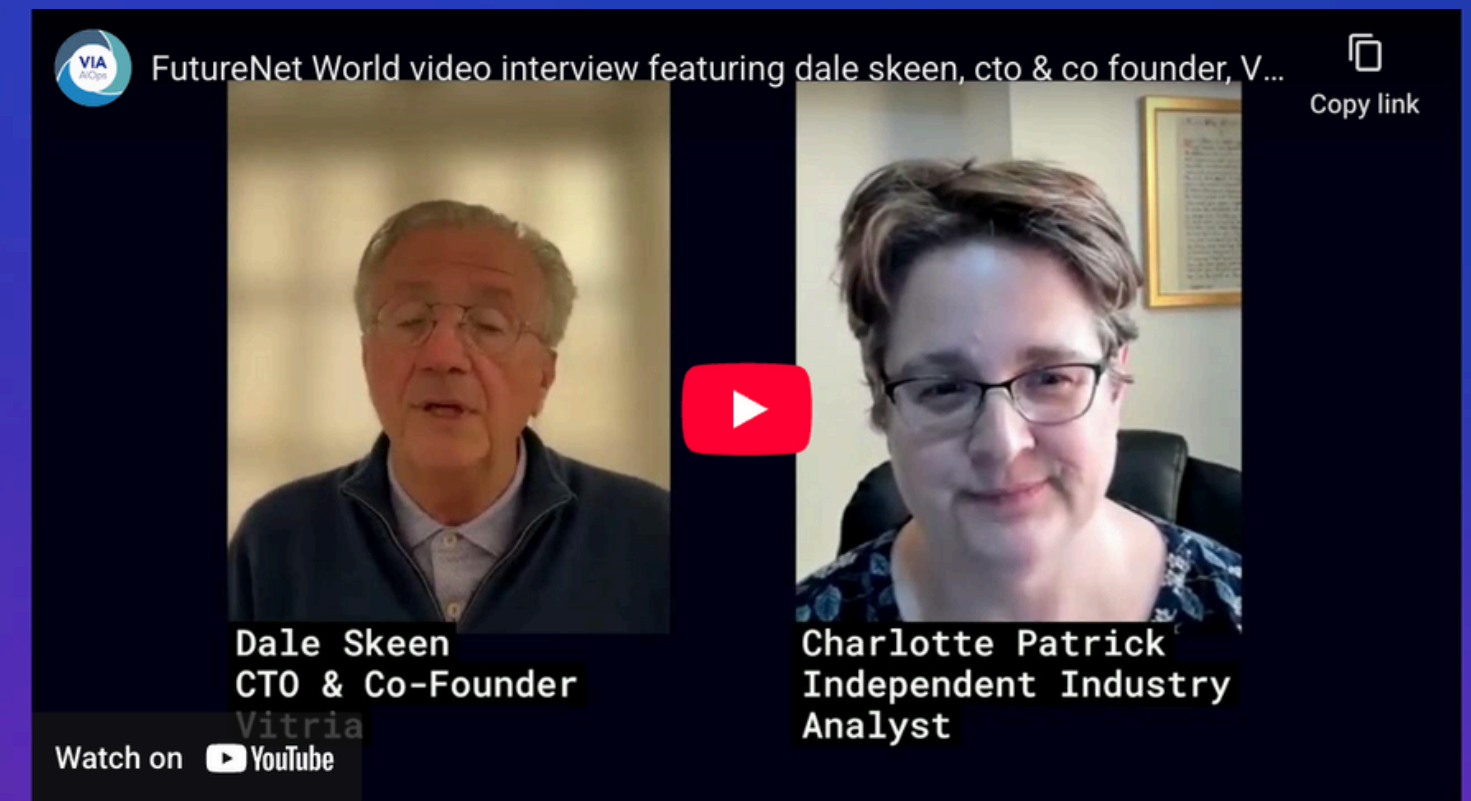 VIA
AIOps
FutureNet World video interview featuring dale skeen, cto & co founder, V...
Copy link
Dale Skeen
CTO & Co-Founder
Vitria
Charlotte Patrick
Independent Industry
Analyst
Watch on YouTube